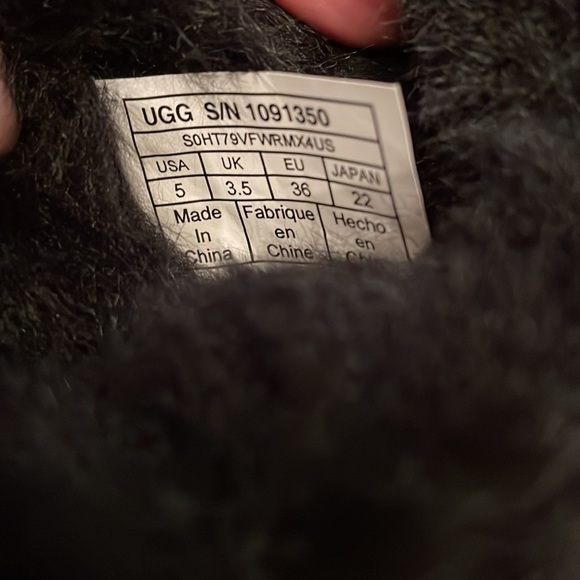 UGG S/N 1091350
S0HT79VFWRMX4US
USA UK EU JAPAN
5 3.5 36 22
Made Fabrique Hecho
In en en
China Chine